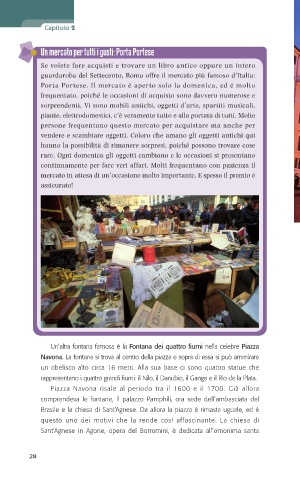 Capitolo 2
Un mercato per tutti i gusti: Porta Portese
Se volete fare acquisti e trovare un libro antico oppure un intero
guardaroba del Settecento, Roma offre il mercato più famoso d'Italia:
Porta Portese. Il mercato è aperto solo la domenica, ed è molto
frequentato, poiché le occasioni di acquisto sono davvero numerose e
sorprendenti. Vi sono mobili antichi, oggetti d'arte, spartiti musicali,
piante, elettrodomestici, c'è veramente tutto e alla portata di tutti. Molte
persone frequentano questo mercato per acquistare ma anche per
vendere e scambiare oggetti. Coloro che amano gli oggetti antichi qui
hanno la possibilità di rimanere sorpresi, poiché possono trovare cose
rare. Ogni domenica gli oggetti cambiano e le occasioni si presentano
continuamente per fare veri affari. Molti frequentano con pazienza il
mercato in attesa di un'occasione molto importante. E spesso il premio è
assicurato!
Un'altra fontana famosa è la Fontana dei quattro fiumi nella celebre Piazza
Navona. La fontana si trova al centro della piazza e sopra di essa si può ammirare
un obelisco alto circa 16 metri. Alla sua base ci sono quattro statue che
rappresentano i quattro grandi fiumi: il Nilo, il Danubio, il Gange e il Rio de la Plata.
Piazza Navona risale al periodo tra il 1600 e il 1700. Già allora
comprendeva le fontane, il palazzo Pamphili, ora sede dell'ambasciata del
Brasile e la chiesa di Sant'Agnese. Da allora la piazza è rimasta uguale, ed è
questo uno dei motivi che la rende così affascinante. La chiesa di
Sant'Agnese in Agone, opera del Borromini, è dedicata all'omonima santa
28